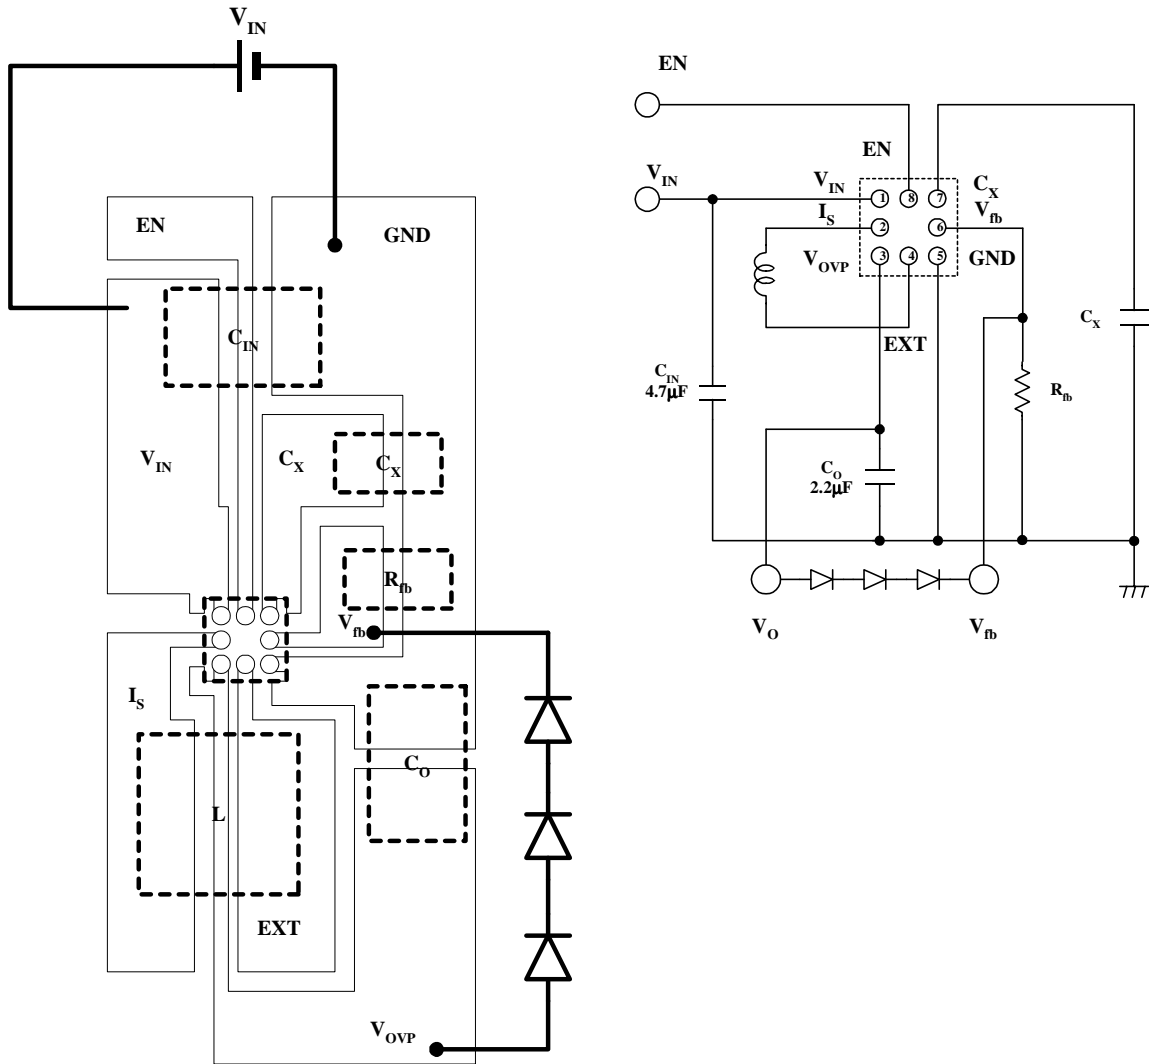 V_IN
EN
GND
C_IN
V_IN
C_X
C_X
R_fb
V_fb
I_S
C_O
L
EXT
V_OVP
EN
EN
V_IN
V_IN
C_X
1
8
7
I_S
V_fb
2
6
V_OVP
GND
3
4
5
EXT
C_X
C_IN
4.7µF
R_fb
C_O
2.2µF
V_O
V_fb